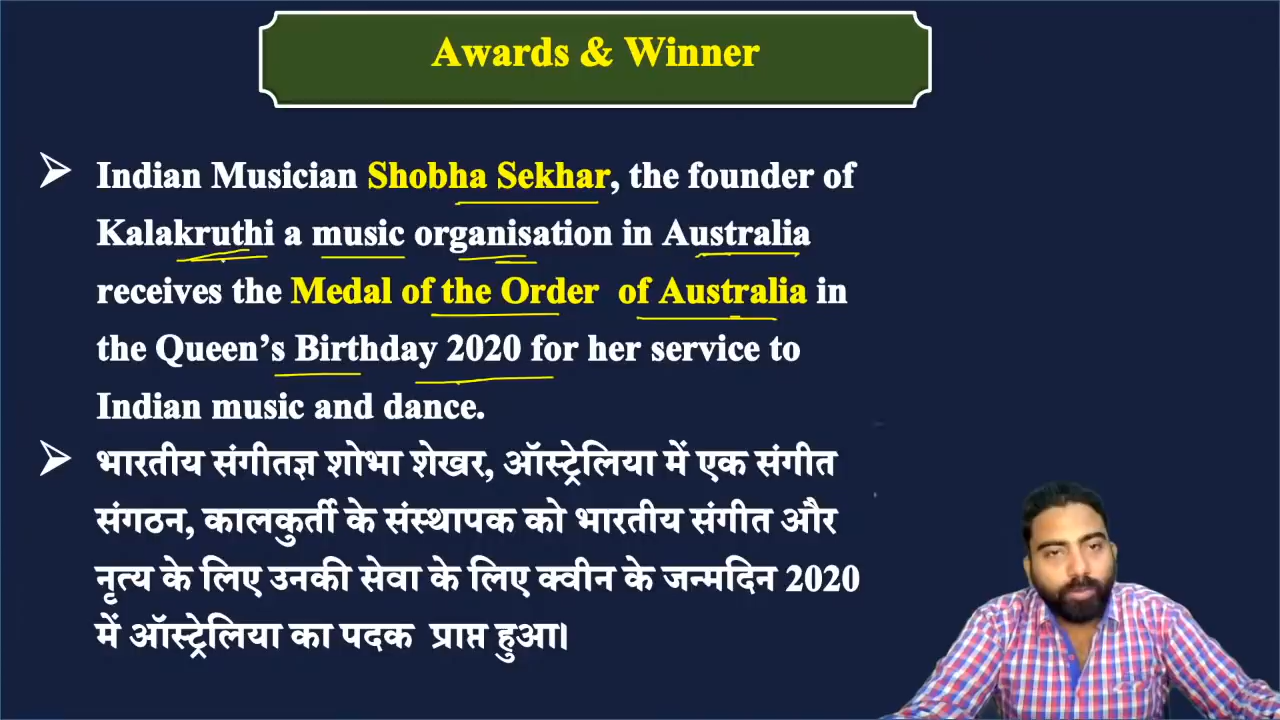 Awards & Winner
Indian Musician Shobha Sekhar, the founder of
Kalakruthi a music organisation in Australia
receives the Medal of the Order of Australia in
the Queen’s Birthday 2020 for her service to
Indian music and dance.
भारतीय संगीतज्ञ शोभा शेखर, ऑस्ट्रेलिया में एक संगीत
संगठन, कालकुर्ती के संस्थापक को भारतीय संगीत और
नृत्य के लिए उनकी सेवा के लिए क्वीन के जन्मदिन 2020
में ऑस्ट्रेलिया का पदक प्राप्त हुआ।